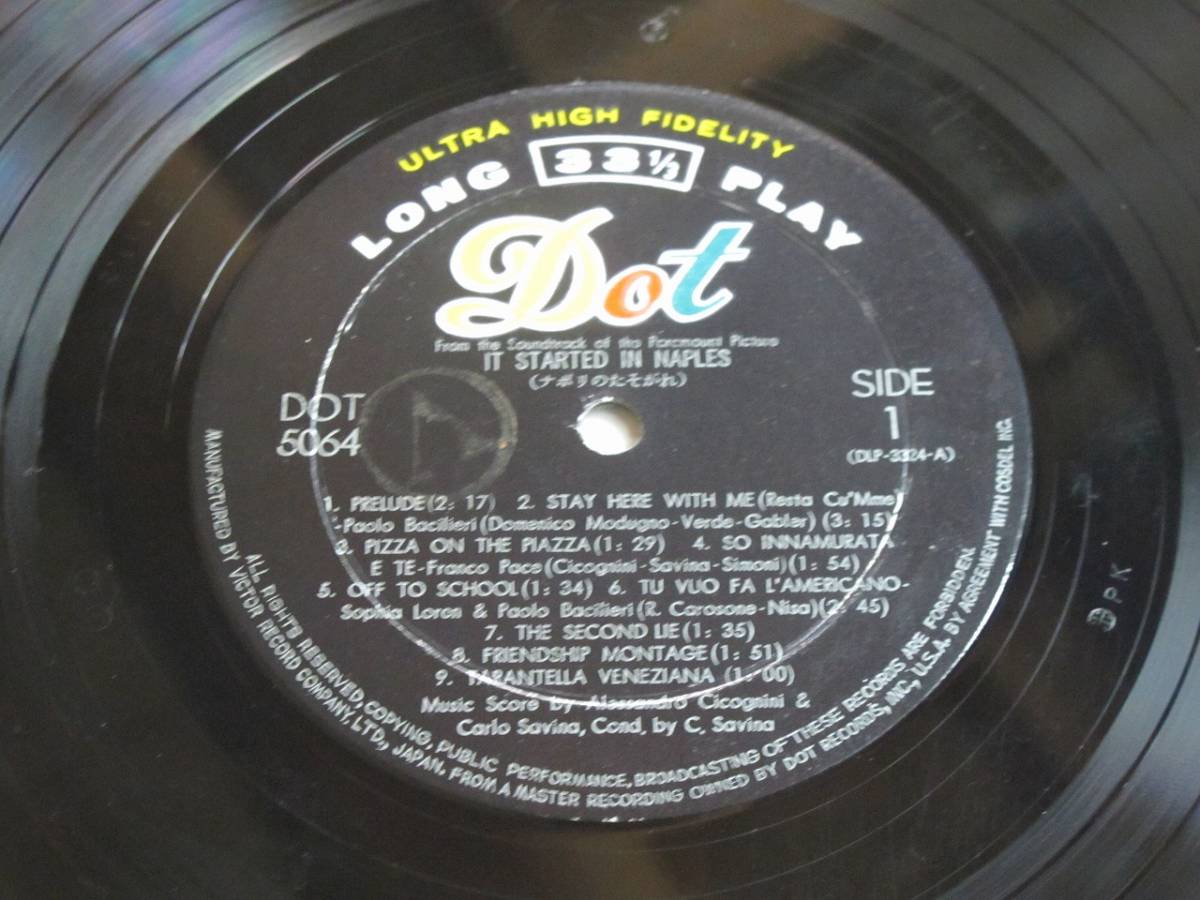 ULTRA HIGH FIDELITY
LONG 33⅓ PLAY
Dot
From the Soundtrack of the Paramount Picture
IT STARTED IN NAPLES
(ナポリのたそがれ)
DOT
5064
SIDE
1
(DLP-3324-A)
1. PRELUDE(2: 17) 2. STAY HERE WITH ME(Resta Cu'Mme)
-Paolo Bacilieri(Domenico Modugno-Verde-Gabler) (3: 15)
3. PIZZA ON THE PIAZZA(1: 29) 4. SO INNAMURATA
E TE-Franco Pace(Cicognini-Savina-Simoni)(1: 54)
5. OFF TO SCHOOL(1: 34) 6. TU VUO FA L'AMERICANO-
Sophia Loren & Paolo Bacilieri(R. Carosone-Nisa)(2: 45)
7. THE SECOND LIE(1: 35)
8. FRIENDSHIP MONTAGE(1: 51)
9. TARANTELLA VENEZIANA (1: 00)
Music Score by Alessandro Cicognini &
Carlo Savina, Cond. by C. Savina
ALL RIGHTS RESERVED, COPYING, PUBLIC PERFORMANCE, BROADCASTING OF THESE RECORDS ARE FORBIDDEN.
MANUFACTURED BY VICTOR RECORD COMPANY, LTD., JAPAN, FROM A MASTER RECORDING OWNED BY DOT RECORDS, INC., U.S.A. BY AGREEMENT WITH COSDEL INC.
PK